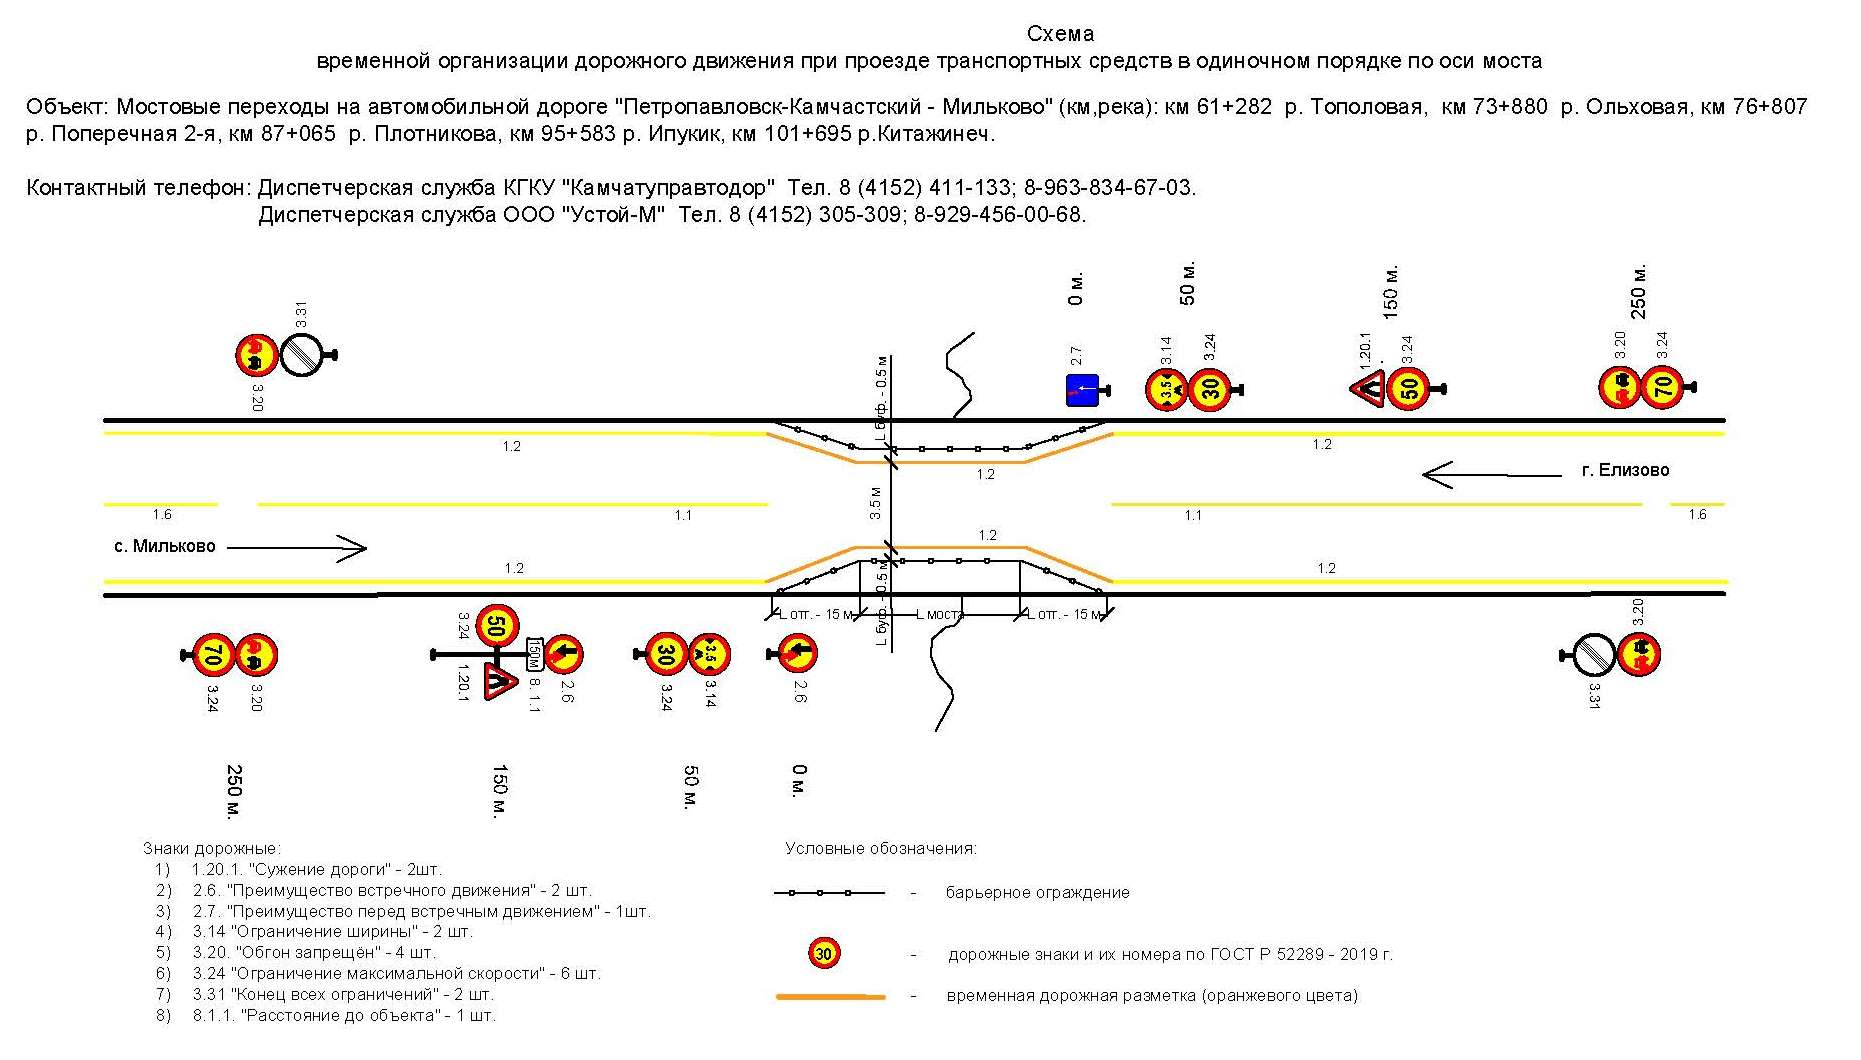 Схема
временной организации дорожного движения при проезде транспортных средств в одиночном порядке по оси моста
Объект: Мостовые переходы на автомобильной дороге "Петропавловск-Камчастский - Мильково" (км,река): км 61+282 р. Тополовая, км 73+880 р. Ольховая, км 76+807
р. Поперечная 2-я, км 87+065 р. Плотникова, км 95+583 р. Ипукик, км 101+695 р.Китажинеч.
Контактный телефон: Диспетчерская служба КГКУ "Камчатуправтодор" Тел. 8 (4152) 411-133; 8-963-834-67-03.
Диспетчерская служба ООО "Устой-М" Тел. 8 (4152) 305-309; 8-929-456-00-68.
0 м.
50 м.
150 м.
250 м.
3.31
3.20
2.7
3.14
3.24
1.20.1
3.24
3.20
3.24
3.5
30
50
70
L буф. - 0.5 м
1.2
1.2
1.2
г. Елизово
3.5 м
1.6
1.1
1.1
1.6
с. Мильково
1.2
1.2
1.2
L буф. - 0.5 м
L отг. - 15 м
L моста
L отг. - 15 м
3.20
70
3.24
3.20
3.24
50
1.20.1
150м
8.1.1
2.6
30
3.5
3.24
3.14
2.6
3.31
250 м.
150 м.
50 м.
0 м.
Знаки дорожные:
1) 1.20.1. "Сужение дороги" - 2шт.
2) 2.6. "Преимущество встречного движения" - 2 шт.
3) 2.7. "Преимущество перед встречным движением" - 1шт.
4) 3.14 "Ограничение ширины" - 2 шт.
5) 3.20. "Обгон запрещён" - 4 шт.
6) 3.24 "Ограничение максимальной скорости" - 6 шт.
7) 3.31 "Конец всех ограничений" - 2 шт.
8) 8.1.1. "Расстояние до объекта" - 1 шт.
Условные обозначения:
- барьерное ограждение
30 - дорожные знаки и их номера по ГОСТ Р 52289 - 2019 г.
- временная дорожная разметка (оранжевого цвета)